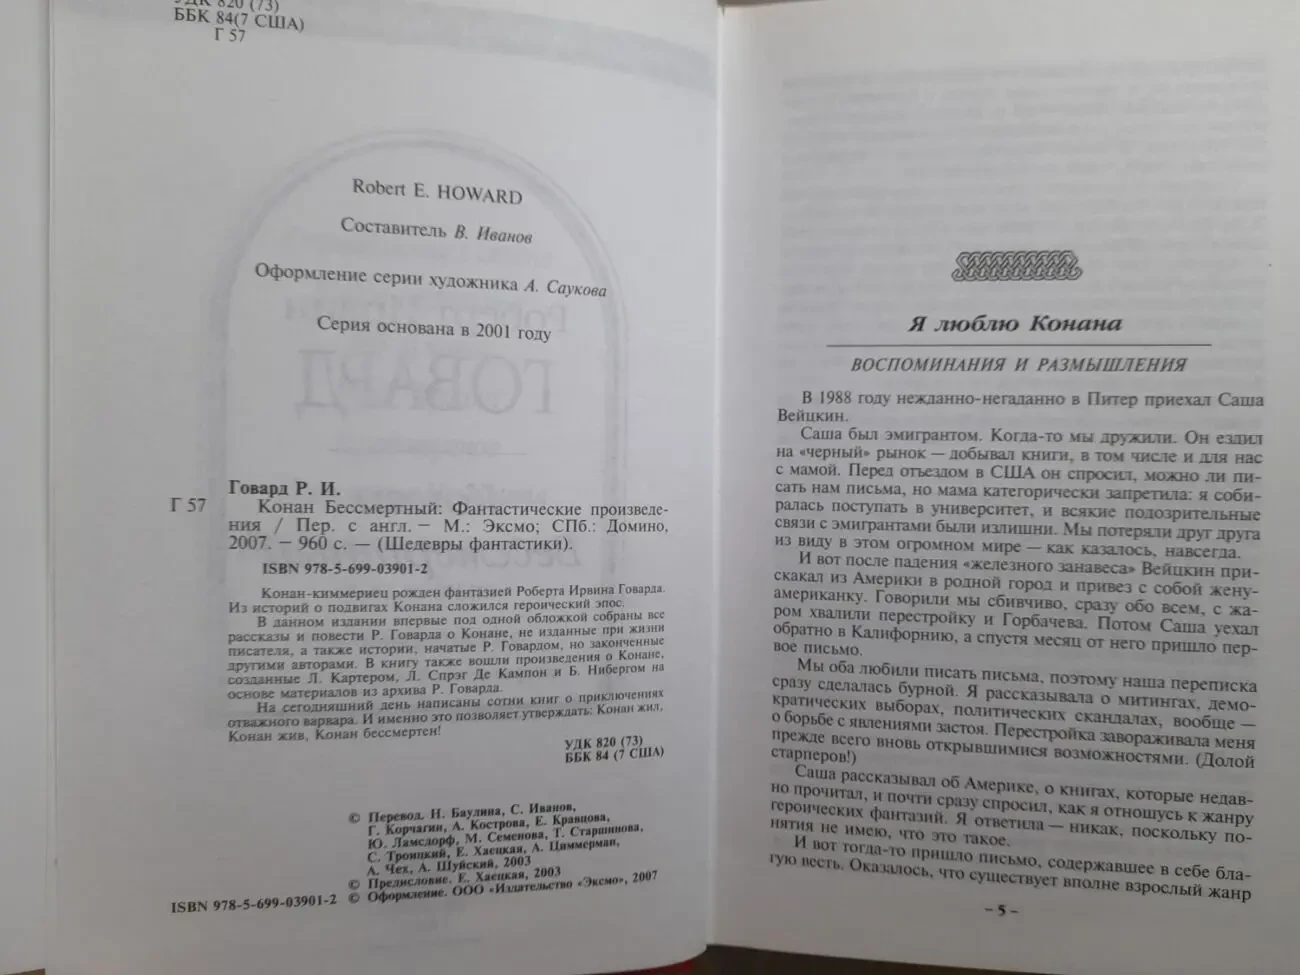 УДК 820 (73)
ББК 84(7 США)
Г 57
Robert E. HOWARD
Составитель В. Иванов
Оформление серии художника А. Саукова
Серия основана в 2001 году
Говард Р. И.
Г 57 Конан Бессмертный: Фантастические произведе-
ния / Пер. с англ. — М.: Эксмо; СПб.: Домино,
2007. — 960 с. — (Шедевры фантастики).
ISBN 978-5-699-03901-2
Конан-киммериец рожден фантазией Роберта Ирвина Говарда.
Из историй о подвигах Конана сложился героический эпос.
В данном издании впервые под одной обложкой собраны все
рассказы и повести Р. Говарда о Конане, не изданные при жизни
писателя, а также истории, начатые Р. Говардом, но законченные
другими авторами. В книгу также вошли произведения о Конане,
созданные Л. Картером, Л. Спрэг Де Кампом и Б. Нибергом на
основе материалов из архива Р. Говарда.
На сегодняшний день написаны сотни книг о приключениях
отважного варвара. И именно это позволяет утверждать: Конан жил,
Конан жив, Конан бессмертен!
УДК 820 (73)
ББК 84 (7 США)
© Перевод. Н. Баулина, С. Иванов,
Г. Корчагин, А. Кострова, Е. Кравцова,
Ю. Ламсдорф, М. Семенова, Т. Старшинова,
С. Троицкий, Е. Хаецкая, А. Циммерман,
А. Чех, А. Шуйский, 2003
© Предисловие. Е. Хаецкая, 2003
ISBN 978-5-699-03901-2 © Оформление. ООО «Издательство «Эксмо», 2007
Я люблю Конана
ВОСПОМИНАНИЯ И РАЗМЫШЛЕНИЯ
В 1988 году нежданно-негаданно в Питер приехал Саша
Вейцкин.
Саша был эмигрантом. Когда-то мы дружили. Он ездил
на «черный» рынок — добывал книги, в том числе и для нас
с мамой. Перед отъездом в США он спросил, можно ли пи-
сать нам письма, но мама категорически запретила: я соби-
ралась поступать в университет, и всякие подозрительные
связи с эмигрантами были излишни. Мы потеряли друг друга
из виду в этом огромном мире — как казалось, навсегда.
И вот после падения «железного занавеса» Вейцкин при-
скакал из Америки в родной город и привез с собой жену-
американку. Говорили мы сбивчиво, сразу обо всем, с жа-
ром хвалили перестройку и Горбачева. Потом Саша уехал
обратно в Калифорнию, а спустя месяц от него пришло пер-
вое письмо.
Мы оба любили писать письма, поэтому наша переписка
сразу сделалась бурной. Я рассказывала о митингах, демо-
кратических выборах, политических скандалах, вообще —
о борьбе с явлениями застоя. Перестройка завораживала меня
прежде всего вновь открывшимися возможностями. (Долой
старперов!)
Саша рассказывал об Америке, о книгах, которые недав-
но прочитал, и почти сразу спросил, как я отношусь к жанру
героических фантазий. Я ответила — никак, поскольку по-
нятия не имею, что это такое.
И вот тогда-то пришло письмо, содержавшее в себе бла-
гую весть. Оказалось, что существует вполне взрослый жанр
– 5 –